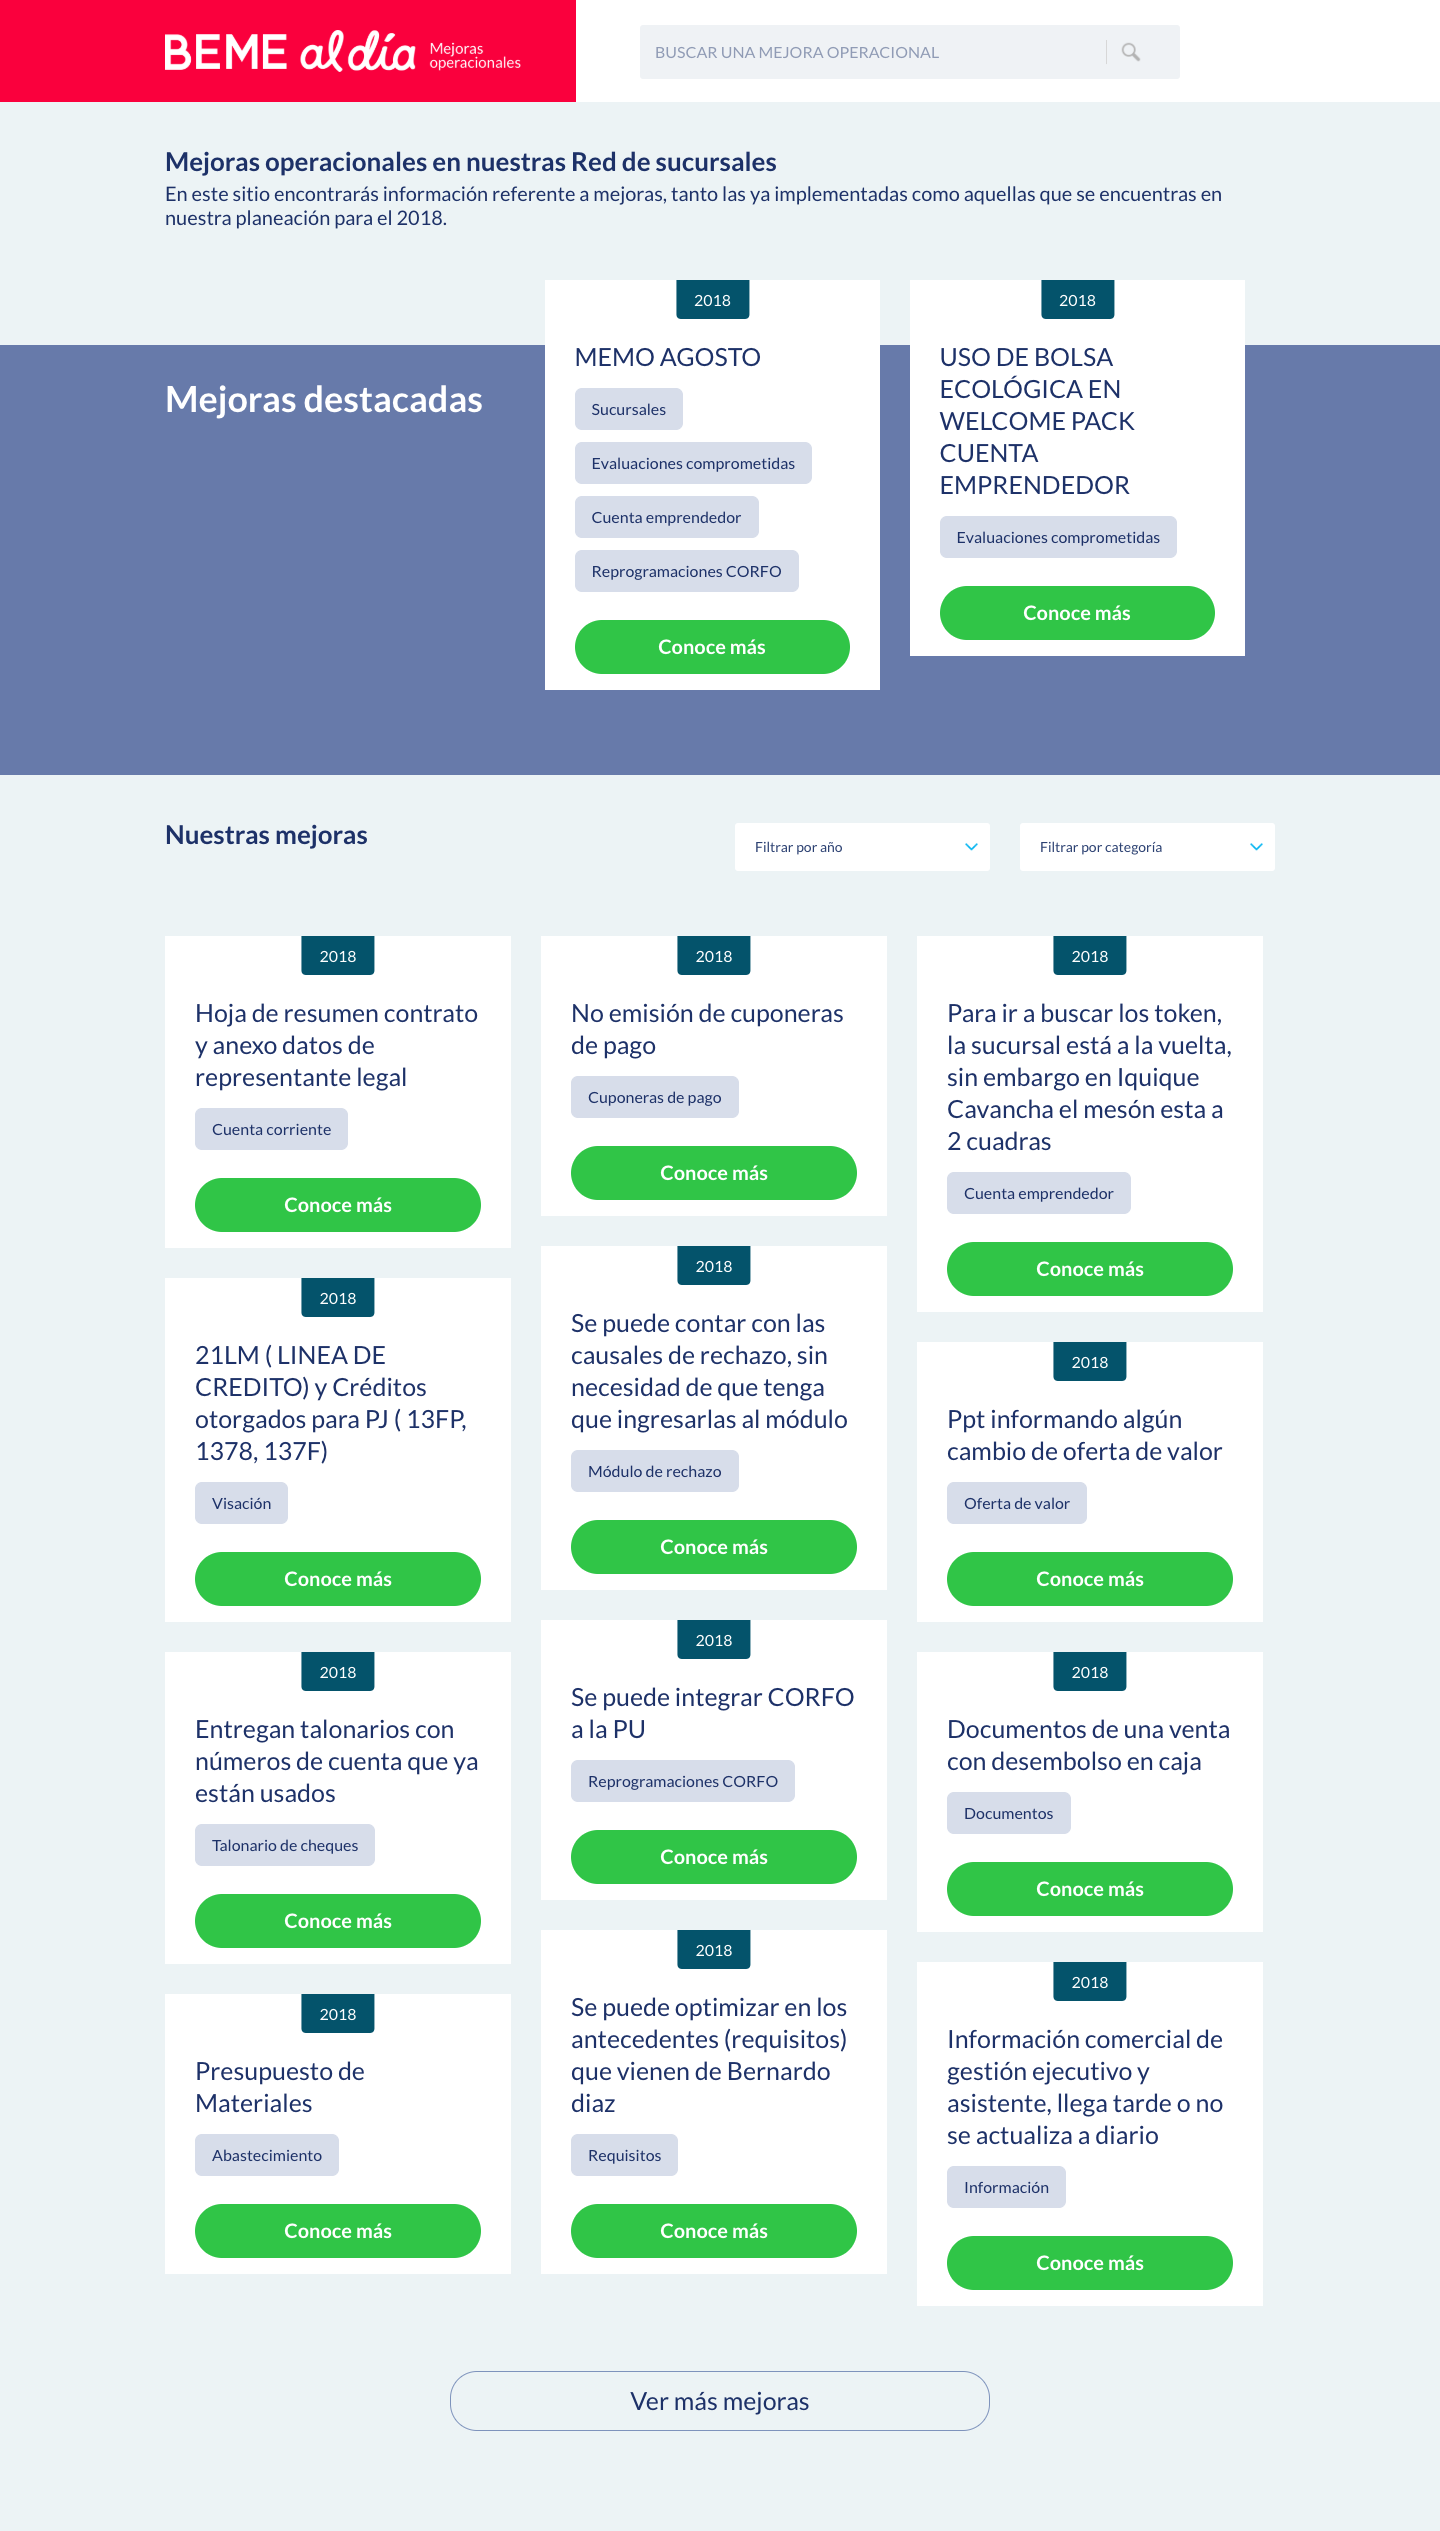 BEME al día Mejoras
operacionales
BUSCAR UNA MEJORA OPERACIONAL
Mejoras operacionales en nuestras Red de sucursales
En este sitio encontrarás información referente a mejoras, tanto las ya implementadas como aquellas que se encuentras en
nuestra planeación para el 2018.
Mejoras destacadas
2018
MEMO AGOSTO
Sucursales
Evaluaciones comprometidas
Cuenta emprendedor
Reprogramaciones CORFO
Conoce más
2018
USO DE BOLSA
ECOLÓGICA EN
WELCOME PACK
CUENTA
EMPRENDEDOR
Evaluaciones comprometidas
Conoce más
Nuestras mejoras
Filtrar por año
Filtrar por categoría
2018
Hoja de resumen contrato
y anexo datos de
representante legal
Cuenta corriente
Conoce más
2018
No emisión de cuponeras
de pago
Cuponeras de pago
Conoce más
2018
Para ir a buscar los token,
la sucursal está a la vuelta,
sin embargo en Iquique
Cavancha el mesón esta a
2 cuadras
Cuenta emprendedor
Conoce más
2018
21LM ( LINEA DE
CREDITO) y Créditos
otorgados para PJ ( 13FP,
1378, 137F)
Visación
Conoce más
2018
Se puede contar con las
causales de rechazo, sin
necesidad de que tenga
que ingresarlas al módulo
Módulo de rechazo
Conoce más
2018
Ppt informando algún
cambio de oferta de valor
Oferta de valor
Conoce más
2018
Entregan talonarios con
números de cuenta que ya
están usados
Talonario de cheques
Conoce más
2018
Se puede integrar CORFO
a la PU
Reprogramaciones CORFO
Conoce más
2018
Documentos de una venta
con desembolso en caja
Documentos
Conoce más
2018
Presupuesto de
Materiales
Abastecimiento
Conoce más
2018
Se puede optimizar en los
antecedentes (requisitos)
que vienen de Bernardo
diaz
Requisitos
Conoce más
2018
Información comercial de
gestión ejecutivo y
asistente, llega tarde o no
se actualiza a diario
Información
Conoce más
Ver más mejoras